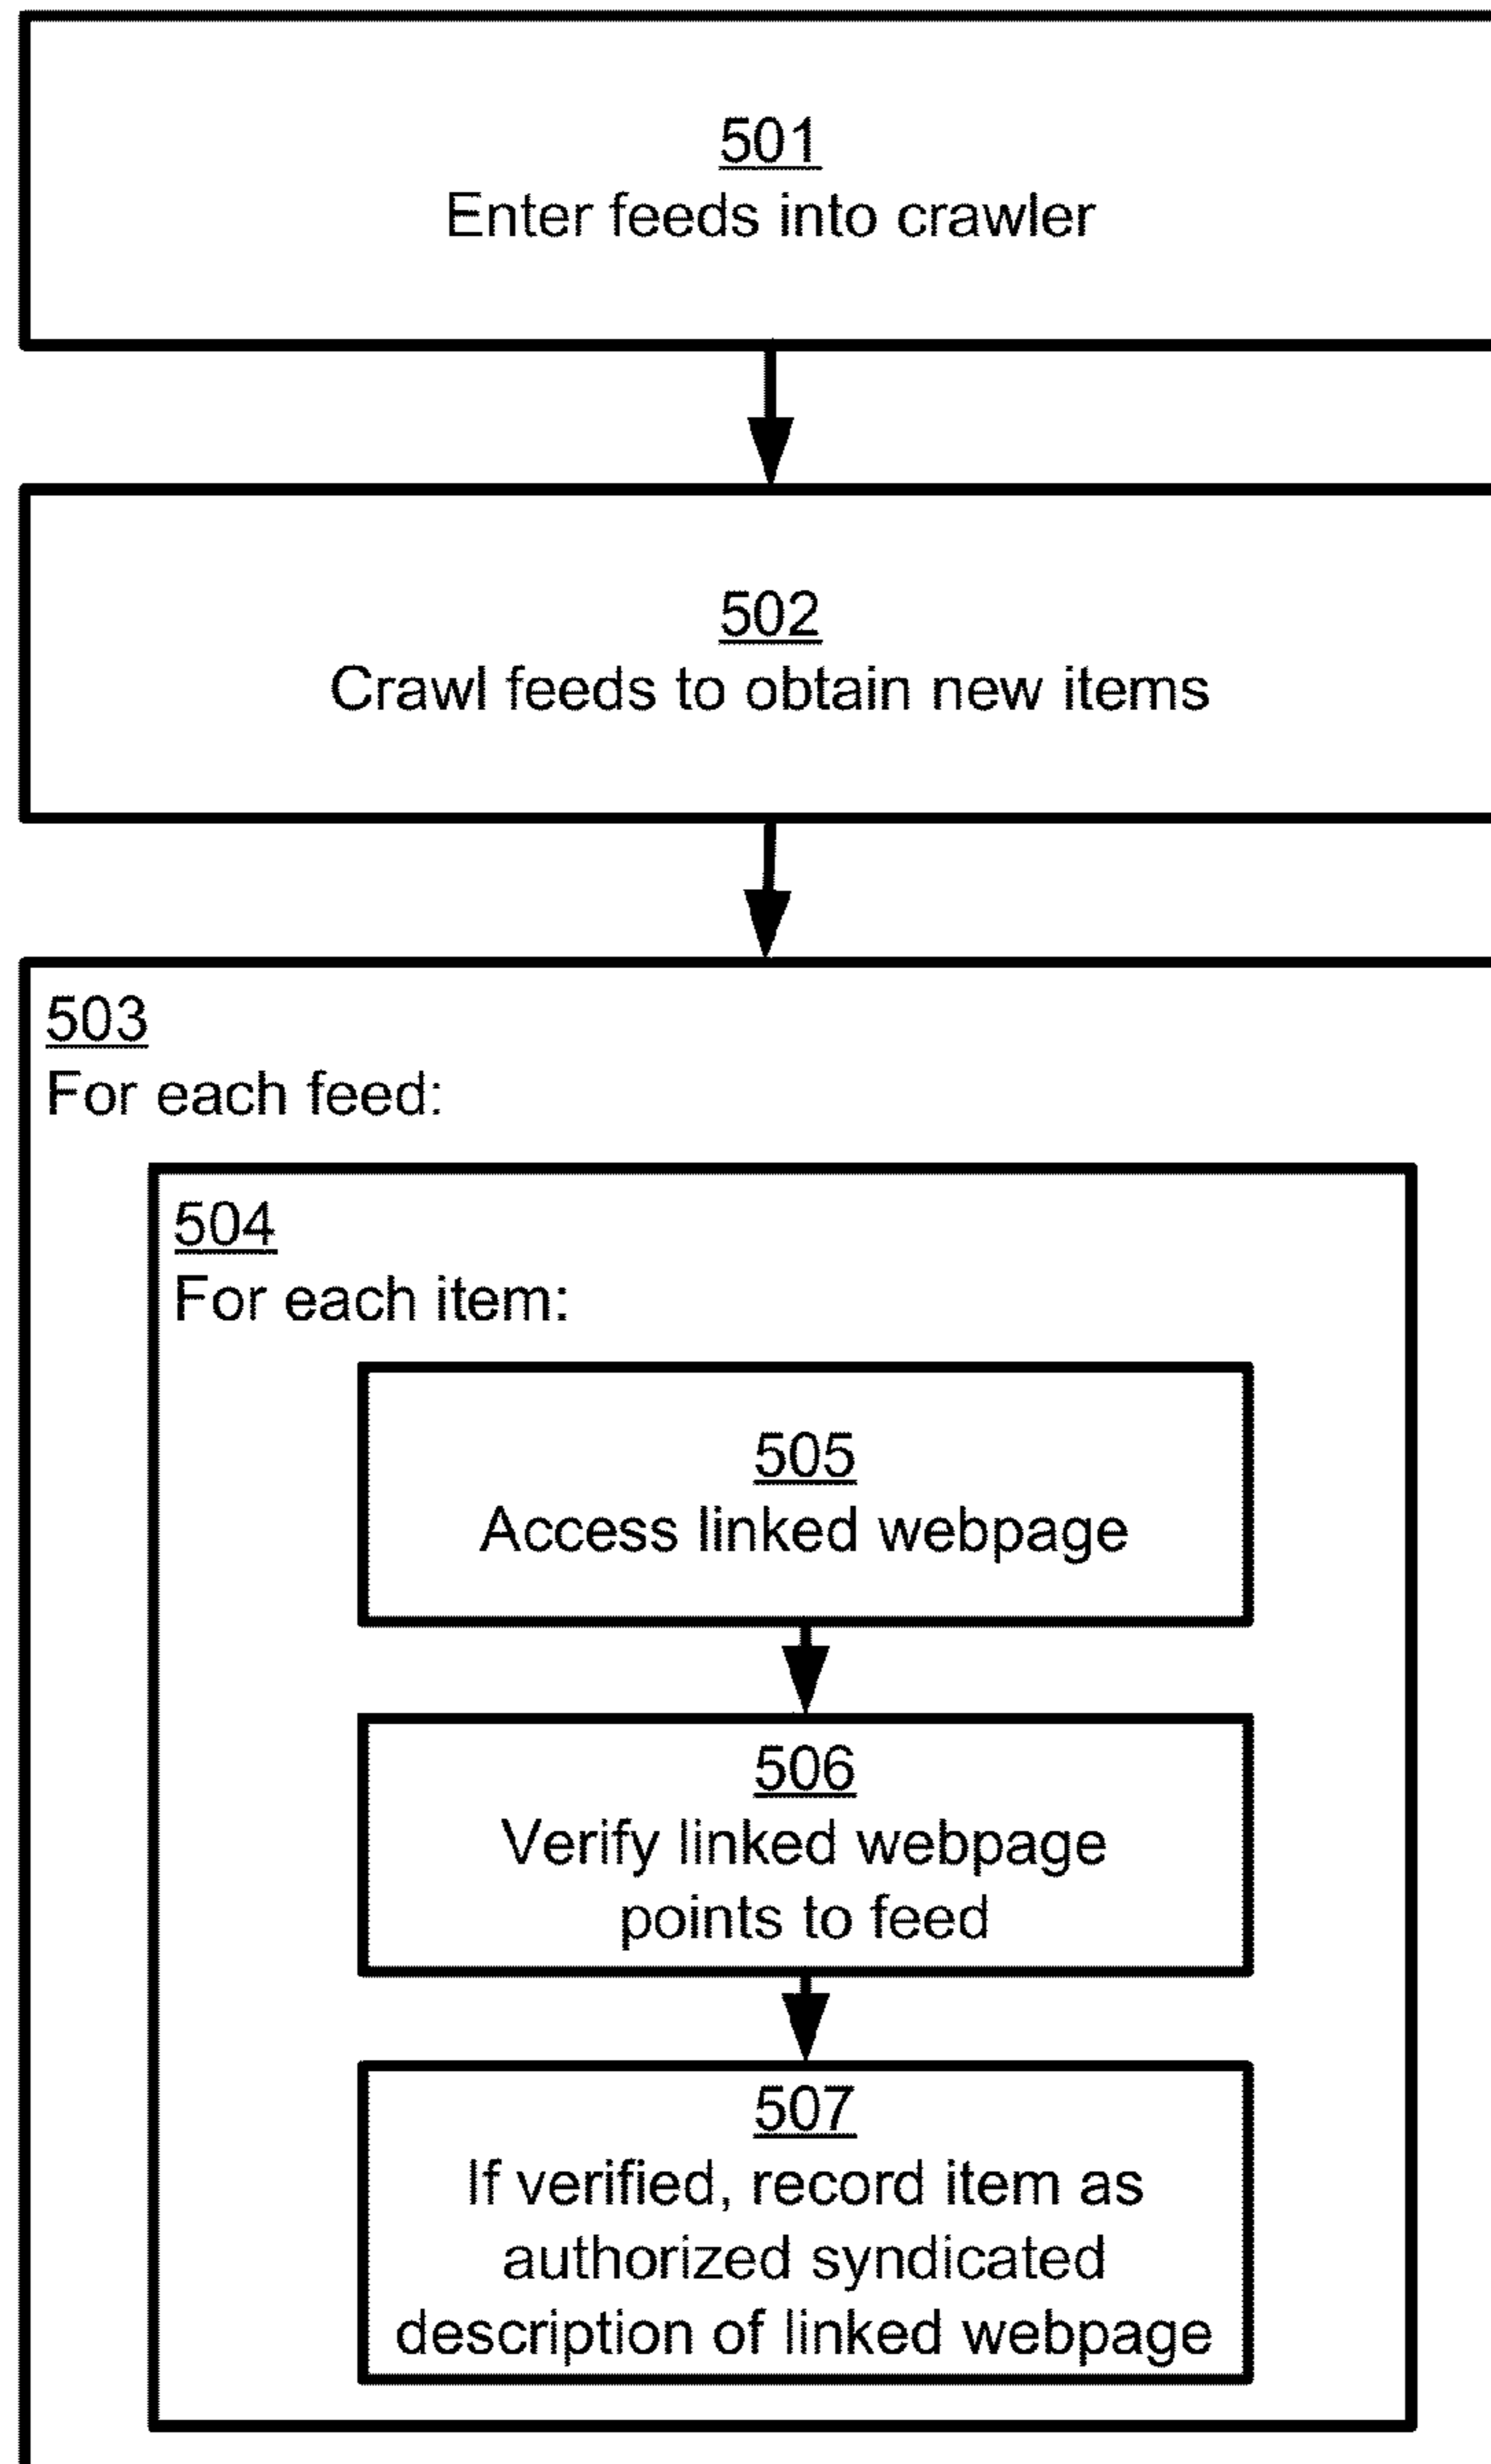 501
Enter feeds into crawler
502
Crawl feeds to obtain new items
503
For each feed:
504
For each item:
505
Access linked webpage
506
Verify linked webpage
points to feed
507
If verified, record item as
authorized syndicated
description of linked webpage